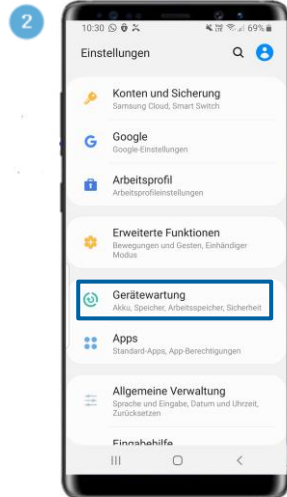 2
10:30 69%
Einstellungen
Konten und Sicherung
Samsung Cloud, Smart Switch
G Google
Google-Einstellungen
Arbeitsprofil
Arbeitsprofileinstellungen
Erweiterte Funktionen
Bewegungen und Gesten, Einhändiger
Modus
Gerätewartung
Akku, Speicher, Arbeitsspeicher, Sicherheit
Apps
Standard-Apps, App-Berechtigungen
Allgemeine Verwaltung
Sprache und Eingabe, Datum und Uhrzeit,
Zurücksetzen
Eingabehilfe